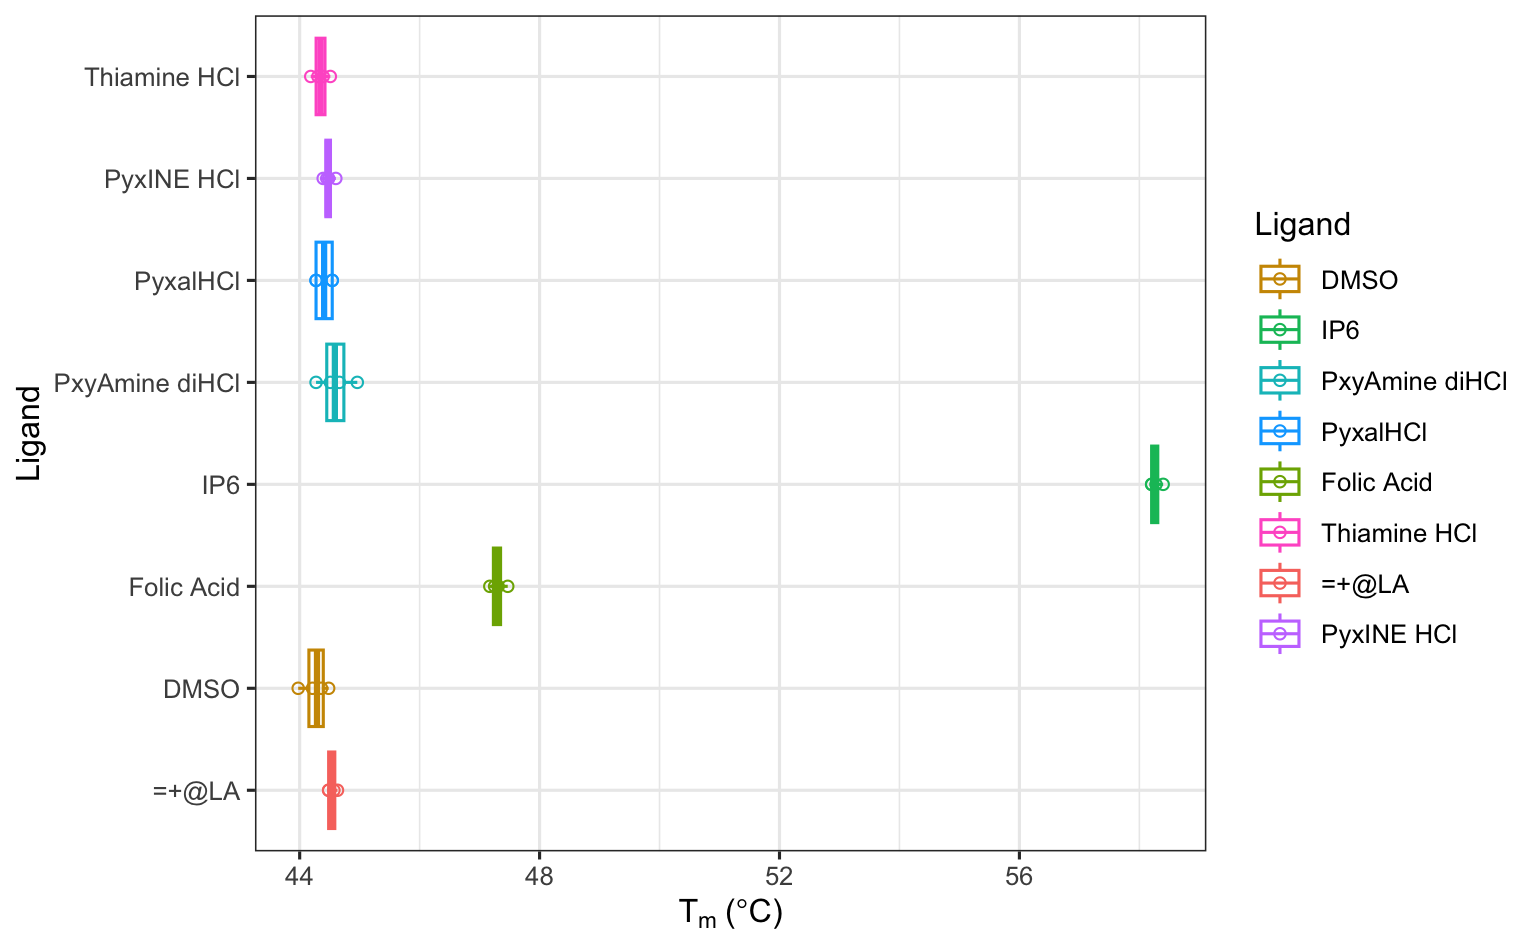 Thiamine HCl
PyxINE HCl
PyxalHCl
PxyAmine diHCl
IP6
Folic Acid
DMSO
=+@LA
Ligand
44 48 52 56
Tm (°C)
Ligand
DMSO
IP6
PxyAmine diHCl
PyxalHCl
Folic Acid
Thiamine HCl
=+@LA
PyxINE HCl